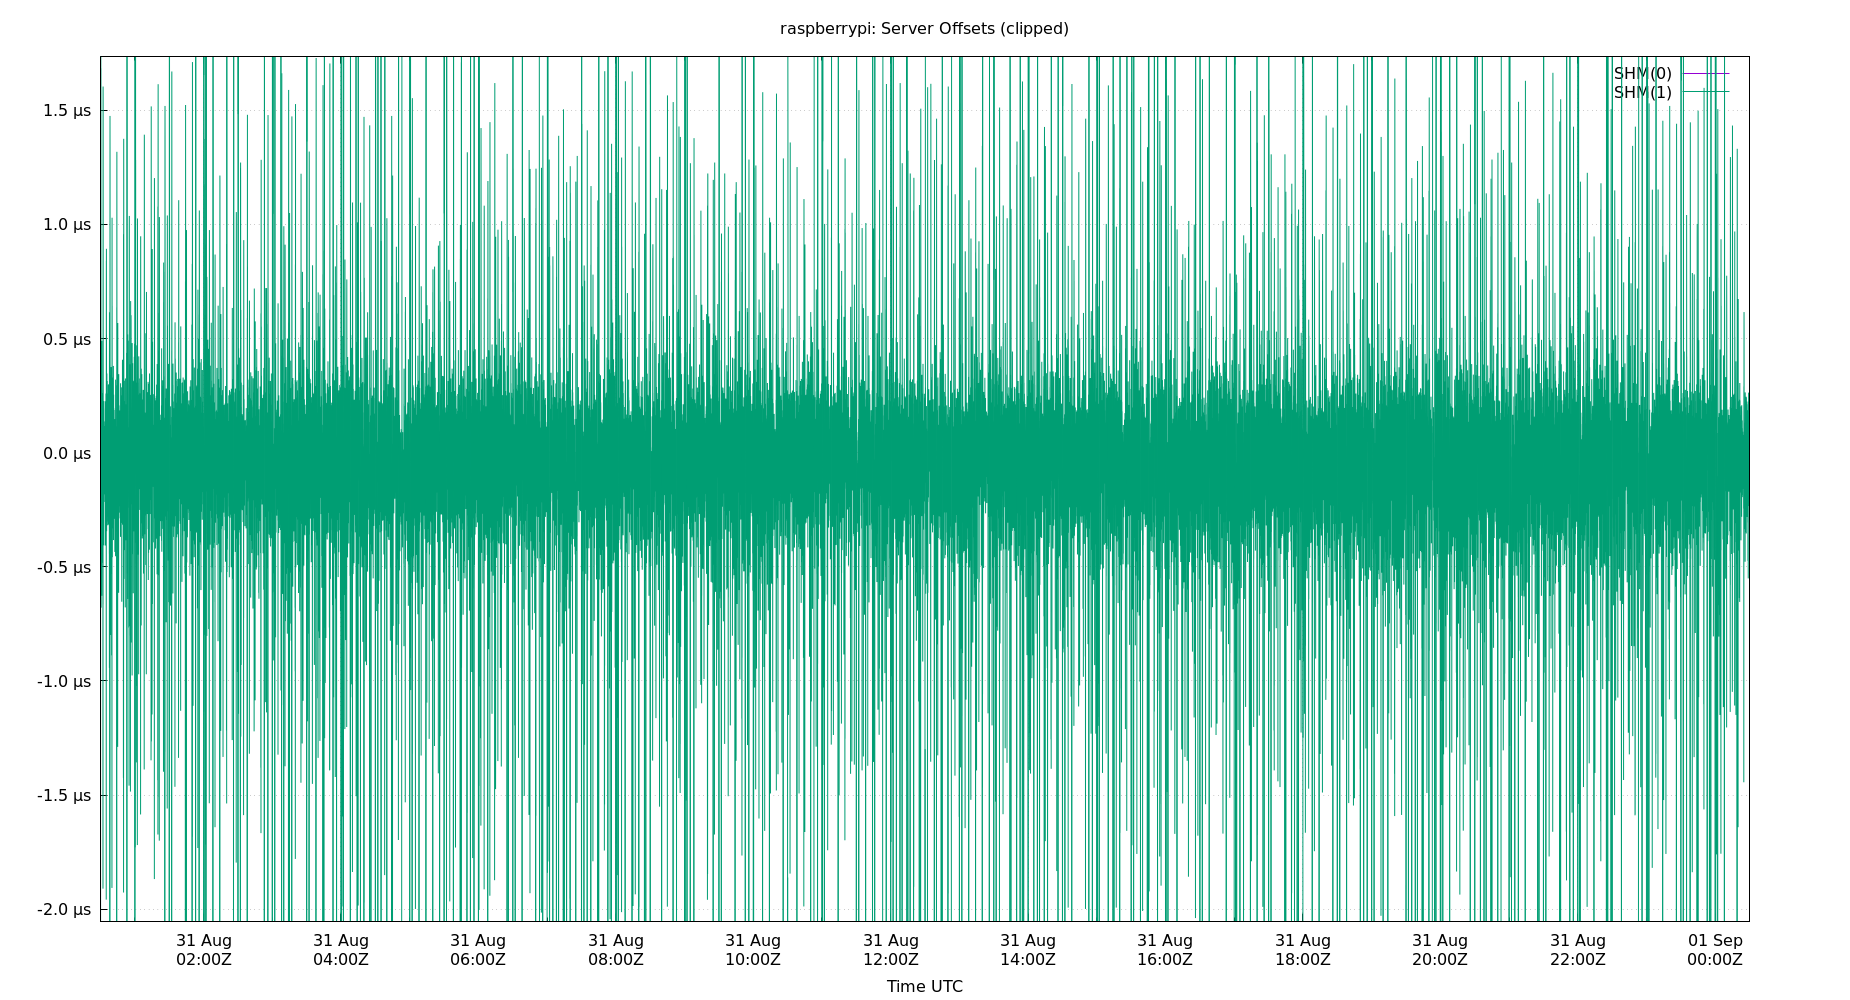 raspberrypi: Server Offsets (clipped)
SHM(0)
SHM(1)
1.5 µs
1.0 µs
0.5 µs
0.0 µs
-0.5 µs
-1.0 µs
-1.5 µs
-2.0 µs
31 Aug 31 Aug 31 Aug 31 Aug 31 Aug 31 Aug 31 Aug 31 Aug 31 Aug 31 Aug 31 Aug 01 Sep
02:00Z 04:00Z 06:00Z 08:00Z 10:00Z 12:00Z 14:00Z 16:00Z 18:00Z 20:00Z 22:00Z 00:00Z
Time UTC